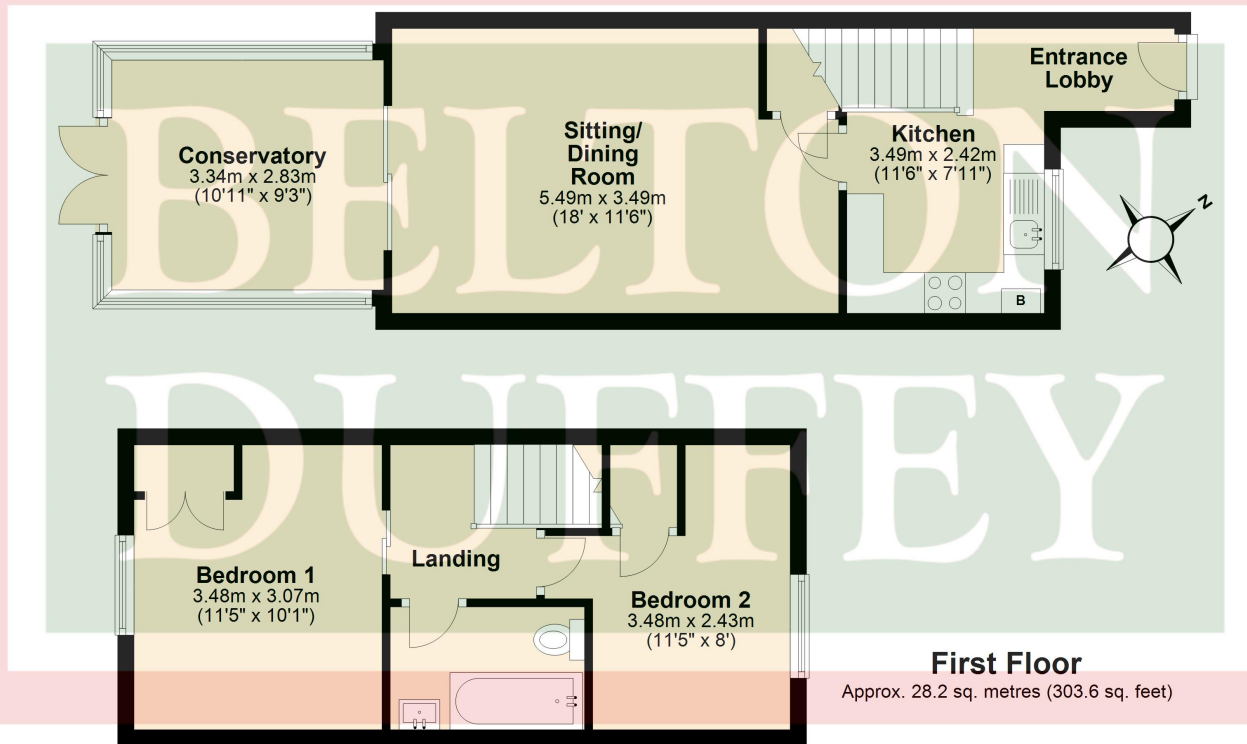 BELTON
DUFFEY
Entrance
Lobby
Kitchen
3.49m x 2.42m
(11'6" x 7'11")
Sitting/
Dining
Room
5.49m x 3.49m
(18' x 11'6")
Conservatory
3.34m x 2.83m
(10'11" x 9'3")
N
B
Landing
Bedroom 1
3.48m x 3.07m
(11'5" x 10'1")
Bedroom 2
3.48m x 2.43m
(11'5" x 8')
First Floor
Approx. 28.2 sq. metres (303.6 sq. feet)